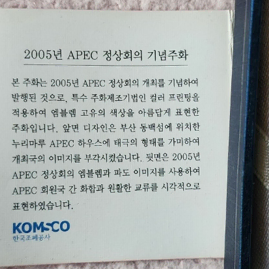 2005년 APEC 정상회의 기념주화
본 주화는 2005년 APEC 정상회의 개최를 기념하여
발행된 것으로, 특수 주화제조기법인 컬러 프린팅을
적용하여 엠블렘 고유의 색상을 아름답게 표현한
주화입니다. 앞면 디자인은 부산 동백섬에 위치한
누리마루 APEC 하우스에 태극의 형태를 가미하여
개최국의 이미지를 부각시켰습니다. 뒷면은 2005년
APEC 정상회의 엠블렘과 파도 이미지를 사용하여
APEC 회원국 간 화합과 원활한 교류를 시각적으로
표현하였습니다.
KOMSCO
한국조폐공사